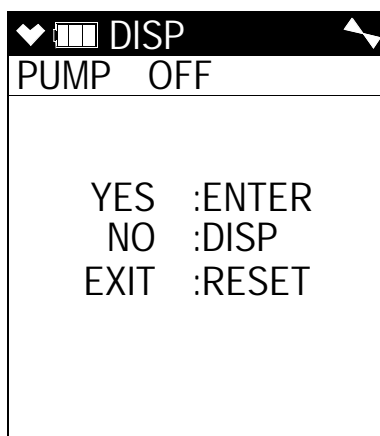 DISP
PUMP OFF
YES :ENTER
NO :DISP
EXIT :RESET